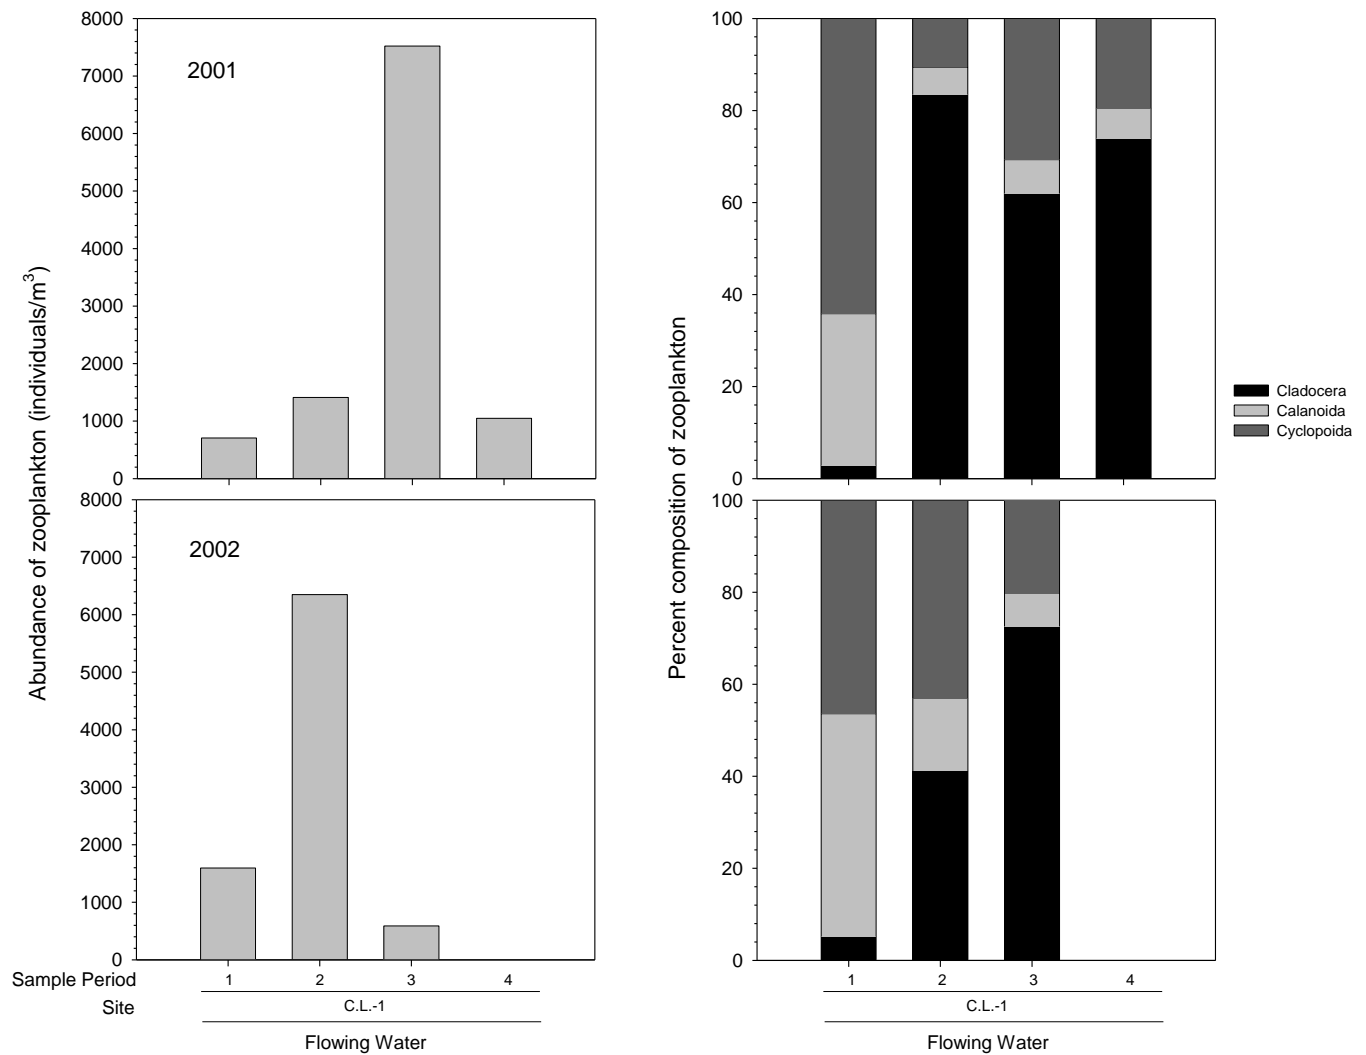 Abundance of zooplankton (individuals/m³)
8000
7000
6000
5000
4000
3000
2000
1000
0
2001
8000
7000
6000
5000
4000
3000
2000
1000
0
2002
Sample Period 1 2 3 4
Site C.L.-1
Flowing Water
Percent composition of zooplankton
100
80
60
40
20
0
100
80
60
40
20
0
1 2 3 4
C.L.-1
Flowing Water
Cladocera
Calanoida
Cyclopoida